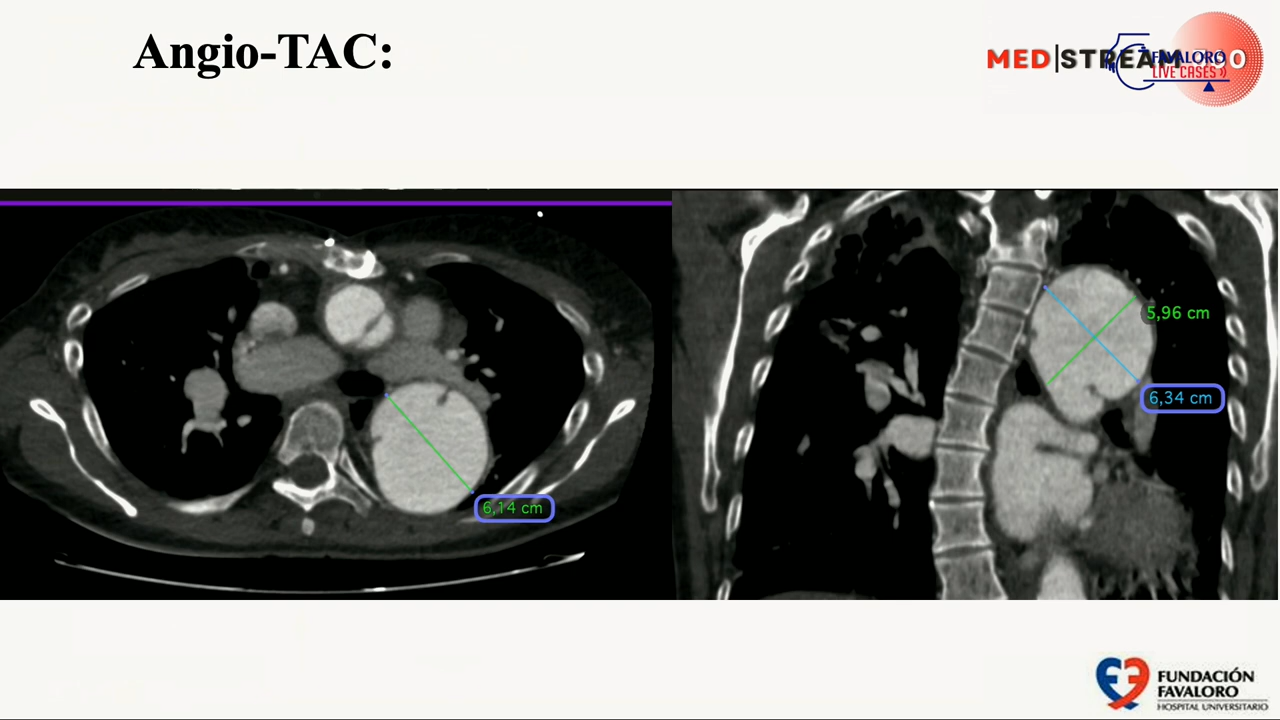 Angio-TAC:
MED|STREAM
FAVALORO
LIVE CASES
5,96 cm
6,34 cm
6,14 cm
FUNDACIÓN
FAVALORO
HOSPITAL UNIVERSITARIO